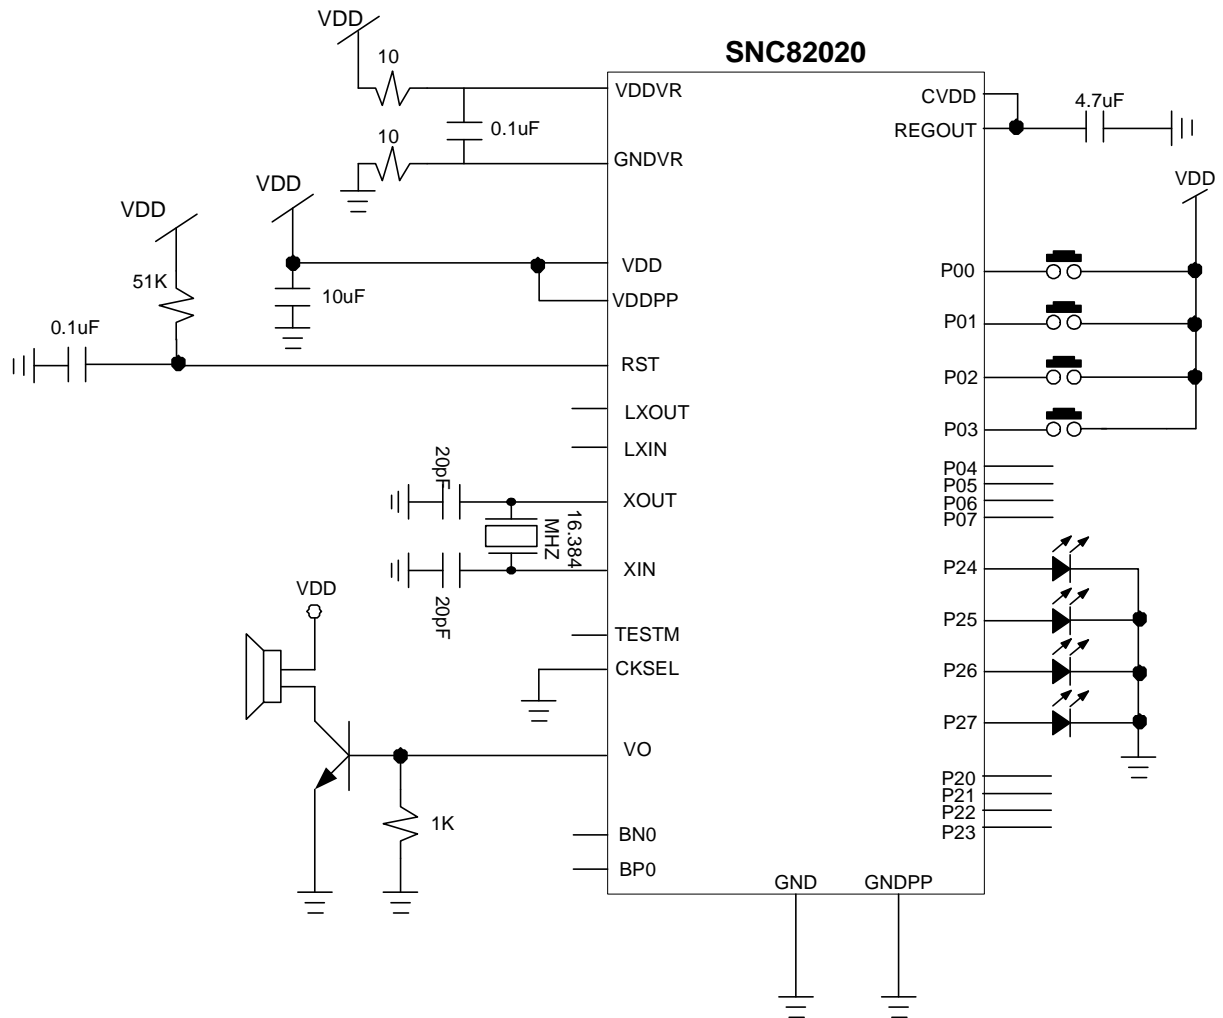 SNC82020
VDD
10
VDDVR
0.1uF
10
GNDVR
VDD
VDD
VDD
10uF
VDDPP
51K
0.1uF
RST
LXOUT
LXIN
20pF
XOUT
16.384
MHZ
XIN
20pF
VDD
TESTM
CKSEL
VO
1K
BN0
BP0
CVDD
4.7uF
REGOUT
VDD
P00
P01
P02
P03
P04
P05
P06
P07
P24
P25
P26
P27
P20
P21
P22
P23
GND
GNDPP